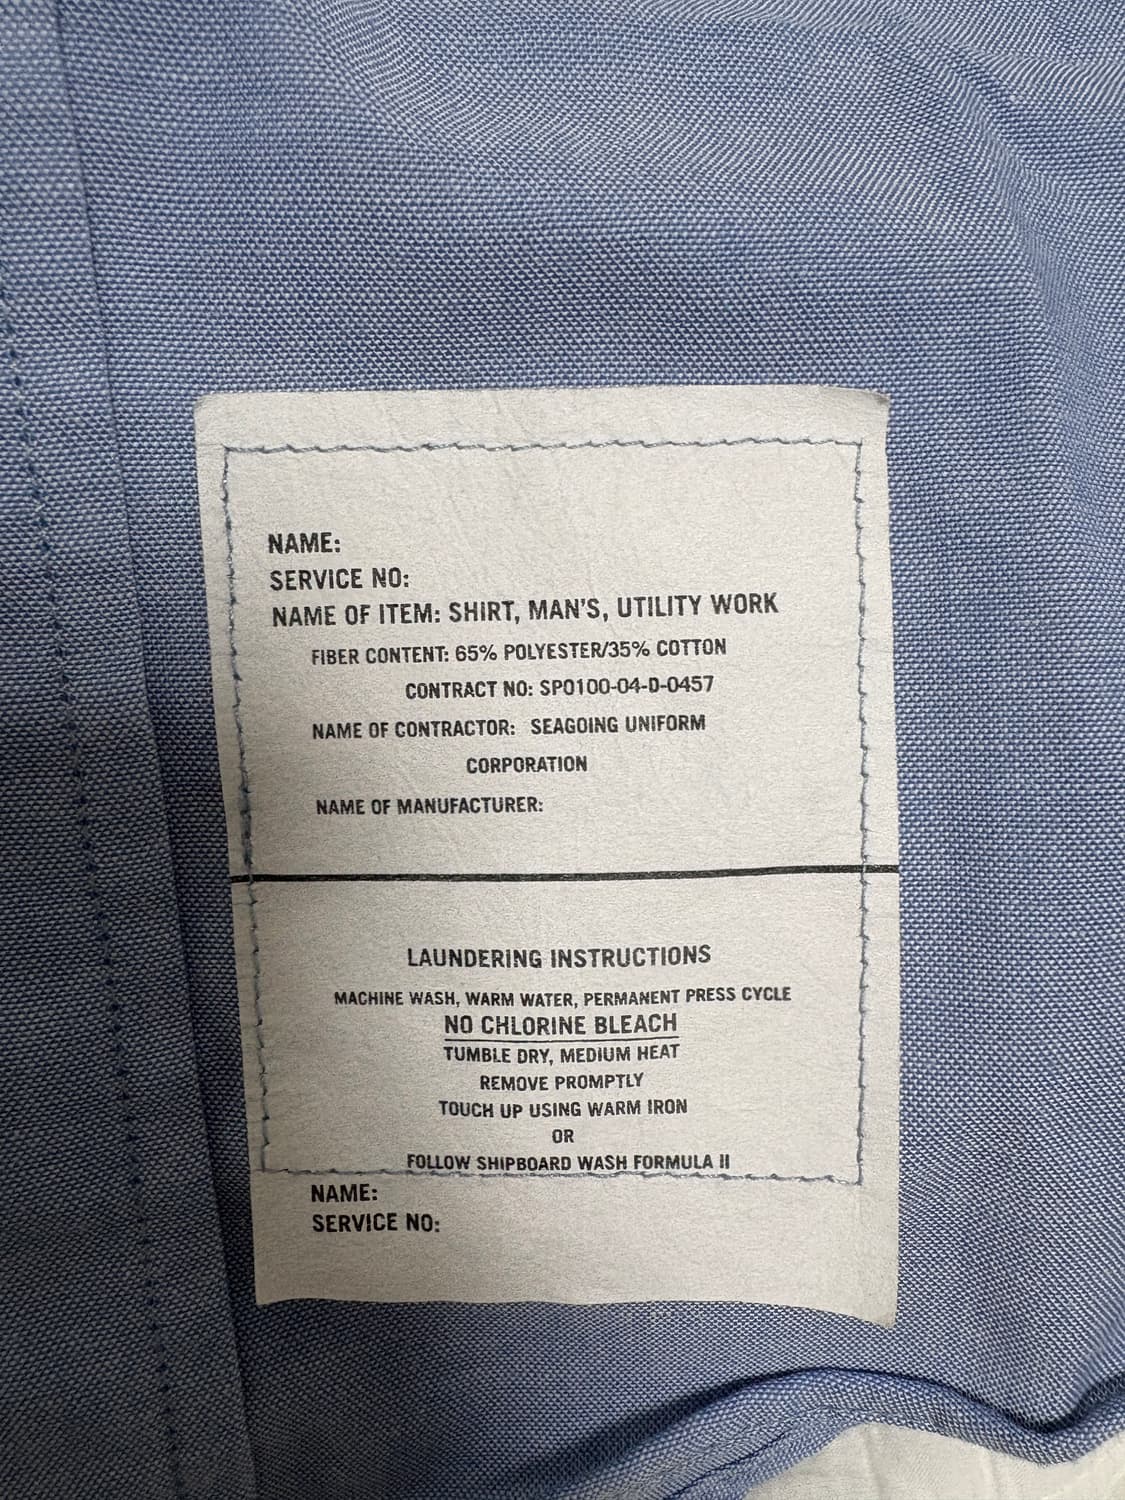 NAME:
SERVICE NO:
NAME OF ITEM: SHIRT, MAN'S, UTILITY WORK
FIBER CONTENT: 65% POLYESTER/35% COTTON
CONTRACT NO: SPO100-04-D-0457
NAME OF CONTRACTOR: SEAGOING UNIFORM
CORPORATION
NAME OF MANUFACTURER:
LAUNDERING INSTRUCTIONS
MACHINE WASH, WARM WATER, PERMANENT PRESS CYCLE
NO CHLORINE BLEACH
TUMBLE DRY, MEDIUM HEAT
REMOVE PROMPTLY
TOUCH UP USING WARM IRON
OR
FOLLOW SHIPBOARD WASH FORMULA II
NAME:
SERVICE NO: